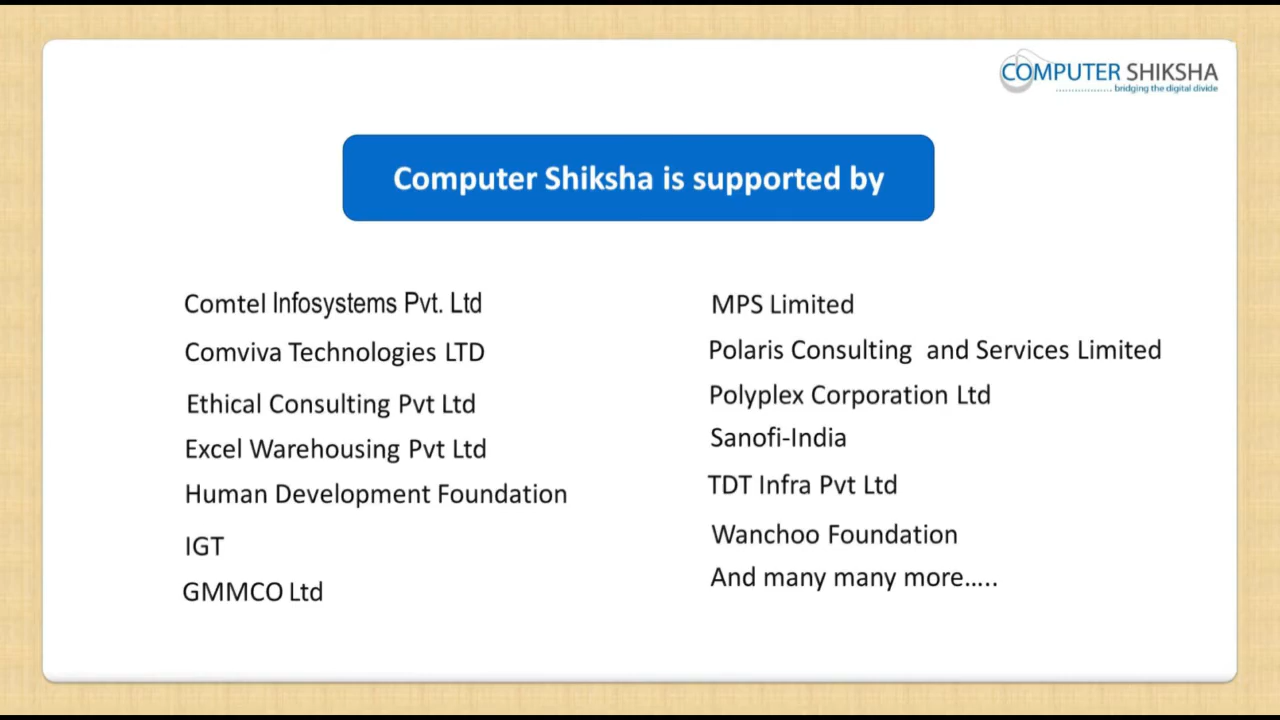 COMPUTER SHIKSHA
bridging the digital divide
Computer Shiksha is supported by
Comtel Infosystems Pvt. Ltd
Comviva Technologies LTD
Ethical Consulting Pvt Ltd
Excel Warehousing Pvt Ltd
Human Development Foundation
IGT
GMMCO Ltd
MPS Limited
Polaris Consulting and Services Limited
Polyplex Corporation Ltd
Sanofi-India
TDT Infra Pvt Ltd
Wanchoo Foundation
And many many more.....